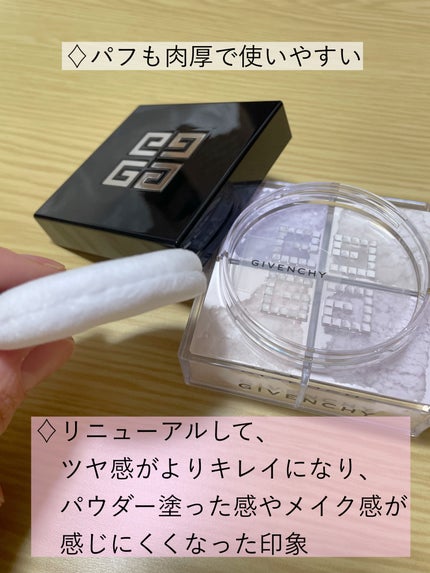 ♢パフも肉厚で使いやすい
GIVENCHY
GIVENCHY
♢リニューアルして、
ツヤ感がよりキレイになり、
パウダー塗った感やメイク感が
感じにくくなった印象